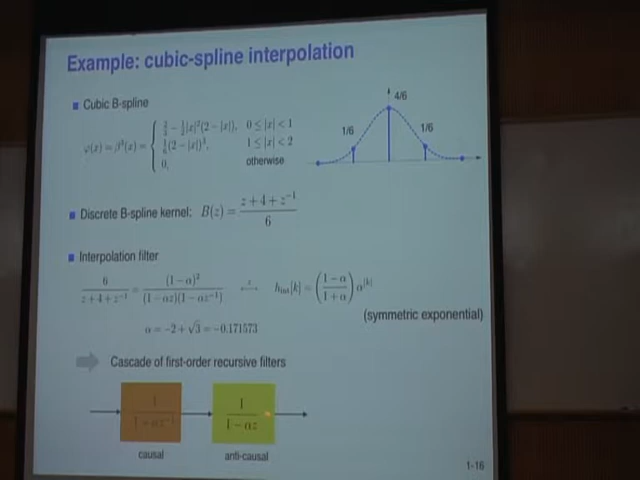 Example: cubic-spline interpolation
■ Cubic B-spline
φ(x) = β³(x) = { 2/3 − 1/2|x|²(2 − |x|), 0 ≤ |x| < 1
1/6(2 − |x|)³, 1 ≤ |x| < 2
0, otherwise
4/6
1/6 1/6
■ Discrete B-spline kernel: B(z) = (z + 4 + z⁻¹)/6
■ Interpolation filter
6/(z + 4 + z⁻¹) = (1 − α)²/((1 − αz)(1 − αz⁻¹)) ⟷ h_int[k] = ((1 − α)/(1 + α)) α^|k|
(symmetric exponential)
α = −2 + √3 = −0.171573
Cascade of first-order recursive filters
1/(1 − αz⁻¹) 1/(1 − αz)
causal anti-causal
1-16